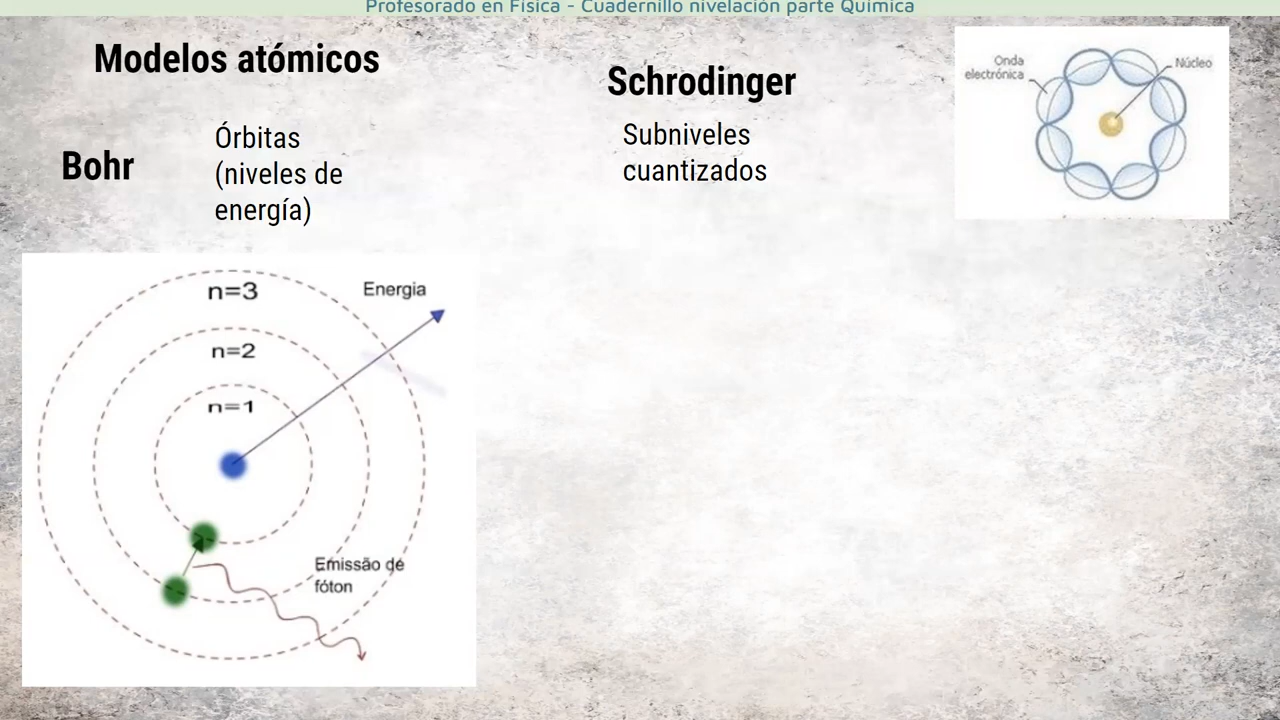 Profesorado en Física - Cuadernillo nivelación parte Química
Modelos atómicos
Bohr
Órbitas
(niveles de
energía)
Schrodinger
Subniveles
cuantizados
Onda
electrónica
Núcleo
n=3
Energia
n=2
n=1
Emissão de
fóton